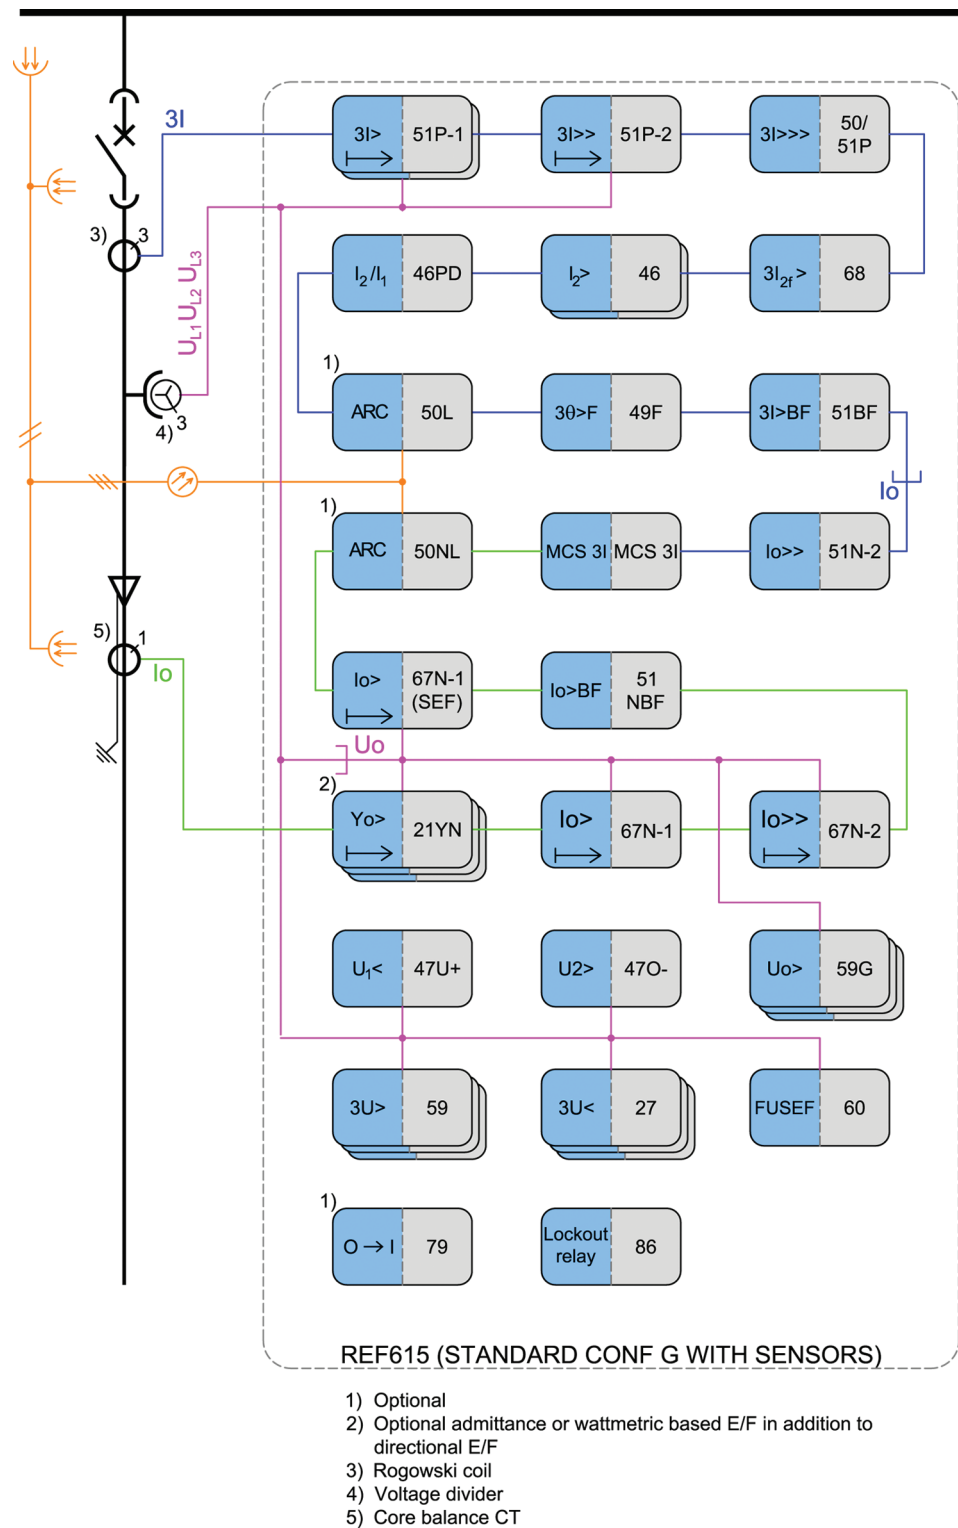 3I
3I>
51P-1
3I>>
51P-2
3I>>>
50/
51P
3)
3
UL1 UL2 UL3
I2/I1
46PD
I2>
46
3I2f>
68
4)
3
1)
ARC
50L
3θ>F
49F
3I>BF
51BF
Io
1)
ARC
50NL
MCS 3I
MCS 3I
Io>>
51N-2
5)
1
Io
Io>
67N-1
(SEF)
Io>BF
51
NBF
Uo
2)
Yo>
21YN
Io>
67N-1
Io>>
67N-2
U1<
47U+
U2>
47O-
Uo>
59G
3U>
59
3U<
27
FUSEF
60
1)
O → I
79
Lockout
relay
86
REF615 (STANDARD CONF G WITH SENSORS)
1) Optional
2) Optional admittance or wattmetric based E/F in addition to
directional E/F
3) Rogowski coil
4) Voltage divider
5) Core balance CT